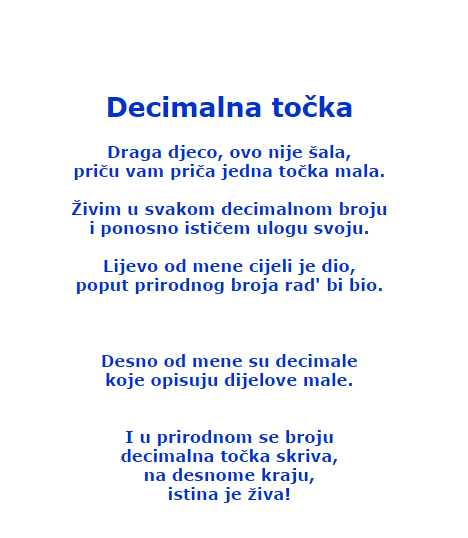 Decimalna točka
Draga djeco, ovo nije šala,
priču vam priča jedna točka mala.
Živim u svakom decimalnom broju
i ponosno ističem ulogu svoju.
Lijevo od mene cijeli je dio,
poput prirodnog broja rad' bi bio.
Desno od mene su decimale
koje opisuju dijelove male.
I u prirodnom se broju
decimalna točka skriva,
na desnome kraju,
istina je živa!